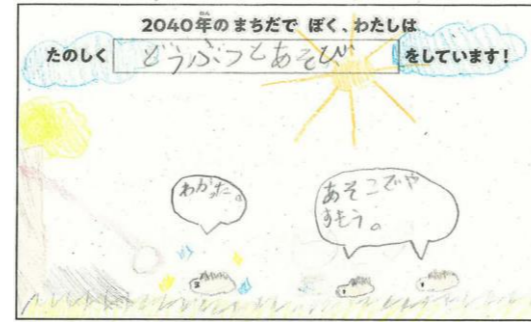 2040年のまちだで ぼく、わたしは
たのしく どうぶつとあそび をしています!
わかった。
あそこでや
すもう。